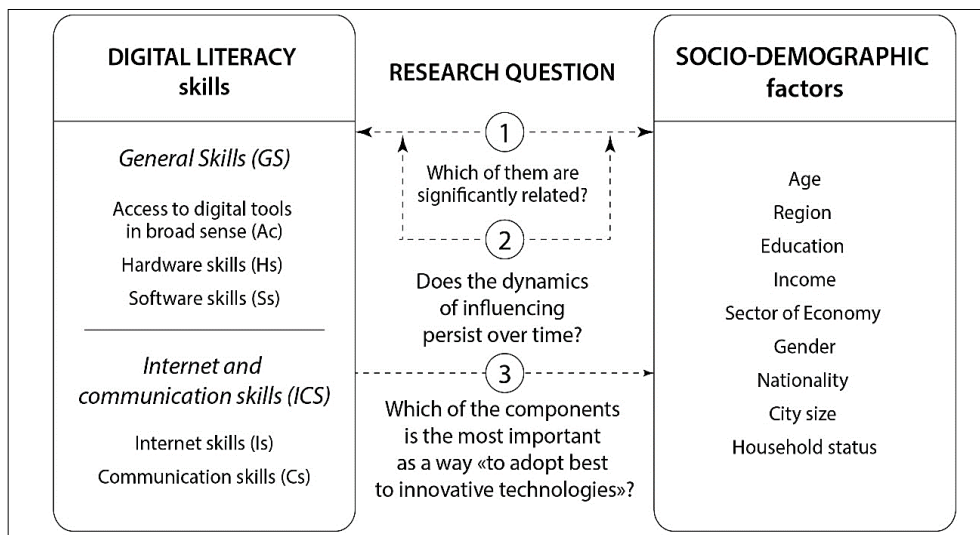 DIGITAL LITERACY
skills
General Skills (GS)
Access to digital tools
in broad sense (Ac)
Hardware skills (Hs)
Software skills (Ss)
Internet and
communication skills (ICS)
Internet skills (Is)
Communication skills (Cs)
RESEARCH QUESTION
1
Which of them are
significantly related?
2
Does the dynamics
of influencing
persist over time?
3
Which of the components
is the most important
as a way «to adopt best
to innovative technologies»?
SOCIO-DEMOGRAPHIC
factors
Age
Region
Education
Income
Sector of Economy
Gender
Nationality
City size
Household status